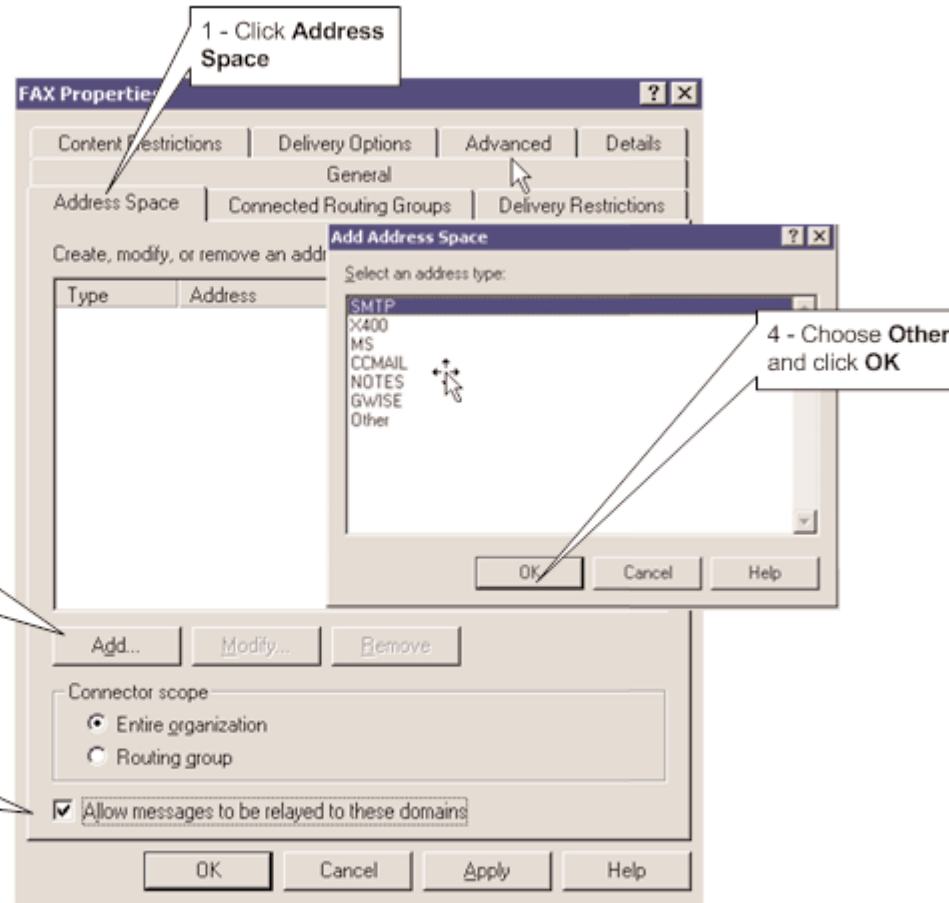 1 - Click Address
Space
FAX Properties
Content Restrictions Delivery Options Advanced Details
General
Address Space Connected Routing Groups Delivery Restrictions
Create, modify, or remove an addr
Type Address
Add Address Space
Select an address type:
SMTP
X400
MS
CCMAIL
NOTES
GWISE
Other
4 - Choose Other
and click OK
OK Cancel Help
Add... Modify... Remove
Connector scope
Entire organization
Routing group
Allow messages to be relayed to these domains
OK Cancel Apply Help